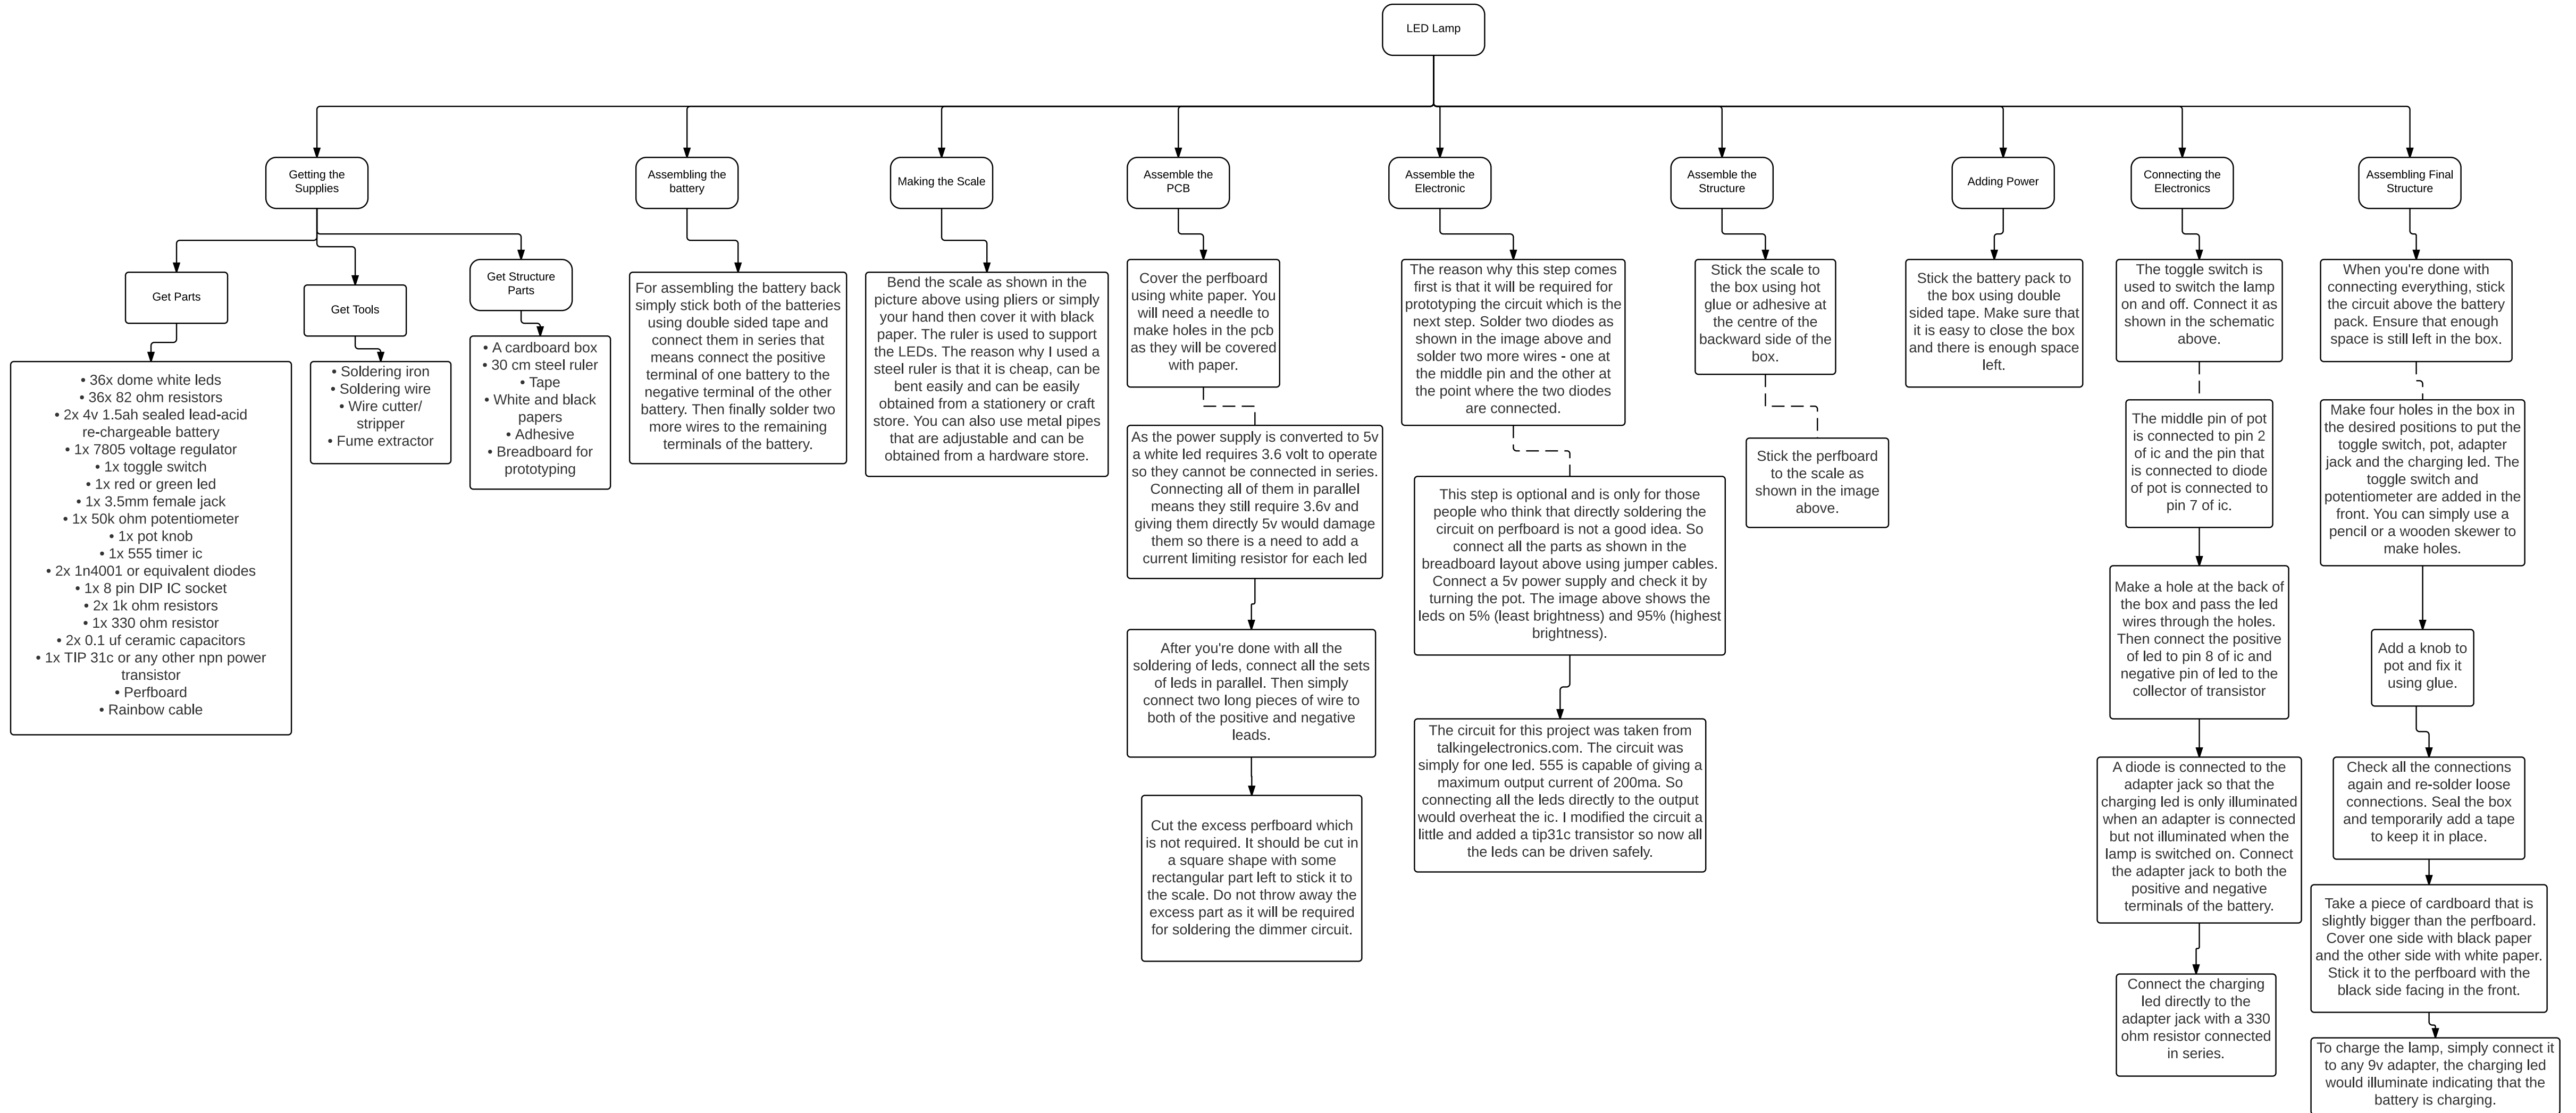 LED Lamp
Getting the
Supplies
Assembling the
battery
Making the Scale
Assemble the
PCB
Assemble the
Electronic
Assemble the
Structure
Adding Power
Connecting the
Electronics
Assembling Final
Structure
Get Parts
Get Tools
Get Structure
Parts
• 36x dome white leds
• 36x 82 ohm resistors
• 2x 4v 1.5ah sealed lead-acid
re-chargeable battery
• 1x 7805 voltage regulator
• 1x toggle switch
• 1x red or green led
• 1x 3.5mm female jack
• 1x 50k ohm potentiometer
• 1x pot knob
• 1x 555 timer ic
• 2x 1n4001 or equivalent diodes
• 1x 8 pin DIP IC socket
• 2x 1k ohm resistors
• 1x 330 ohm resistor
• 2x 0.1 uf ceramic capacitors
• 1x TIP 31c or any other npn power
transistor
• Perfboard
• Rainbow cable
• Soldering iron
• Soldering wire
• Wire cutter/
stripper
• Fume extractor
• A cardboard box
• 30 cm steel ruler
• Tape
• White and black
papers
• Adhesive
• Breadboard for
prototyping
For assembling the battery back
simply stick both of the batteries
using double sided tape and
connect them in series that
means connect the positive
terminal of one battery to the
negative terminal of the other
battery. Then finally solder two
more wires to the remaining
terminals of the battery.
Bend the scale as shown in the
picture above using pliers or simply
your hand then cover it with black
paper. The ruler is used to support
the LEDs. The reason why I used a
steel ruler is that it is cheap, can be
bent easily and can be easily
obtained from a stationery or craft
store. You can also use metal pipes
that are adjustable and can be
obtained from a hardware store.
Cover the perfboard
using white paper. You
will need a needle to
make holes in the pcb
as they will be covered
with paper.
As the power supply is converted to 5v
a white led requires 3.6 volt to operate
so they cannot be connected in series.
Connecting all of them in parallel
means they still require 3.6v and
giving them directly 5v would damage
them so there is a need to add a
current limiting resistor for each led
After you're done with all the
soldering of leds, connect all the sets
of leds in parallel. Then simply
connect two long pieces of wire to
both of the positive and negative
leads.
Cut the excess perfboard which
is not required. It should be cut in
a square shape with some
rectangular part left to stick it to
the scale. Do not throw away the
excess part as it will be required
for soldering the dimmer circuit.
The reason why this step comes
first is that it will be required for
prototyping the circuit which is the
next step. Solder two diodes as
shown in the image above and
solder two more wires - one at
the middle pin and the other at
the point where the two diodes
are connected.
This step is optional and is only for those
people who think that directly soldering the
circuit on perfboard is not a good idea. So
connect all the parts as shown in the
breadboard layout above using jumper cables.
Connect a 5v power supply and check it by
turning the pot. The image above shows the
leds on 5% (least brightness) and 95% (highest
brightness).
The circuit for this project was taken from
talkingelectronics.com. The circuit was
simply for one led. 555 is capable of giving a
maximum output current of 200ma. So
connecting all the leds directly to the output
would overheat the ic. I modified the circuit a
little and added a tip31c transistor so now all
the leds can be driven safely.
Stick the scale to
the box using hot
glue or adhesive at
the centre of the
backward side of the
box.
Stick the perfboard
to the scale as
shown in the image
above.
Stick the battery pack to
the box using double
sided tape. Make sure that
it is easy to close the box
and there is enough space
left.
The toggle switch is
used to switch the lamp
on and off. Connect it as
shown in the schematic
above.
The middle pin of pot
is connected to pin 2
of ic and the pin that
is connected to diode
of pot is connected to
pin 7 of ic.
Make a hole at the back of
the box and pass the led
wires through the holes.
Then connect the positive
of led to pin 8 of ic and
negative pin of led to the
collector of transistor
A diode is connected to the
adapter jack so that the
charging led is only illuminated
when an adapter is connected
but not illuminated when the
lamp is switched on. Connect
the adapter jack to both the
positive and negative
terminals of the battery.
Connect the charging
led directly to the
adapter jack with a 330
ohm resistor connected
in series.
When you're done with
connecting everything, stick
the circuit above the battery
pack. Ensure that enough
space is still left in the box.
Make four holes in the box in
the desired positions to put the
toggle switch, pot, adapter
jack and the charging led. The
toggle switch and
potentiometer are added in the
front. You can simply use a
pencil or a wooden skewer to
make holes.
Add a knob to
pot and fix it
using glue.
Check all the connections
again and re-solder loose
connections. Seal the box
and temporarily add a tape
to keep it in place.
Take a piece of cardboard that is
slightly bigger than the perfboard.
Cover one side with black paper
and the other side with white paper.
Stick it to the perfboard with the
black side facing in the front.
To charge the lamp, simply connect it
to any 9v adapter, the charging led
would illuminate indicating that the
battery is charging.